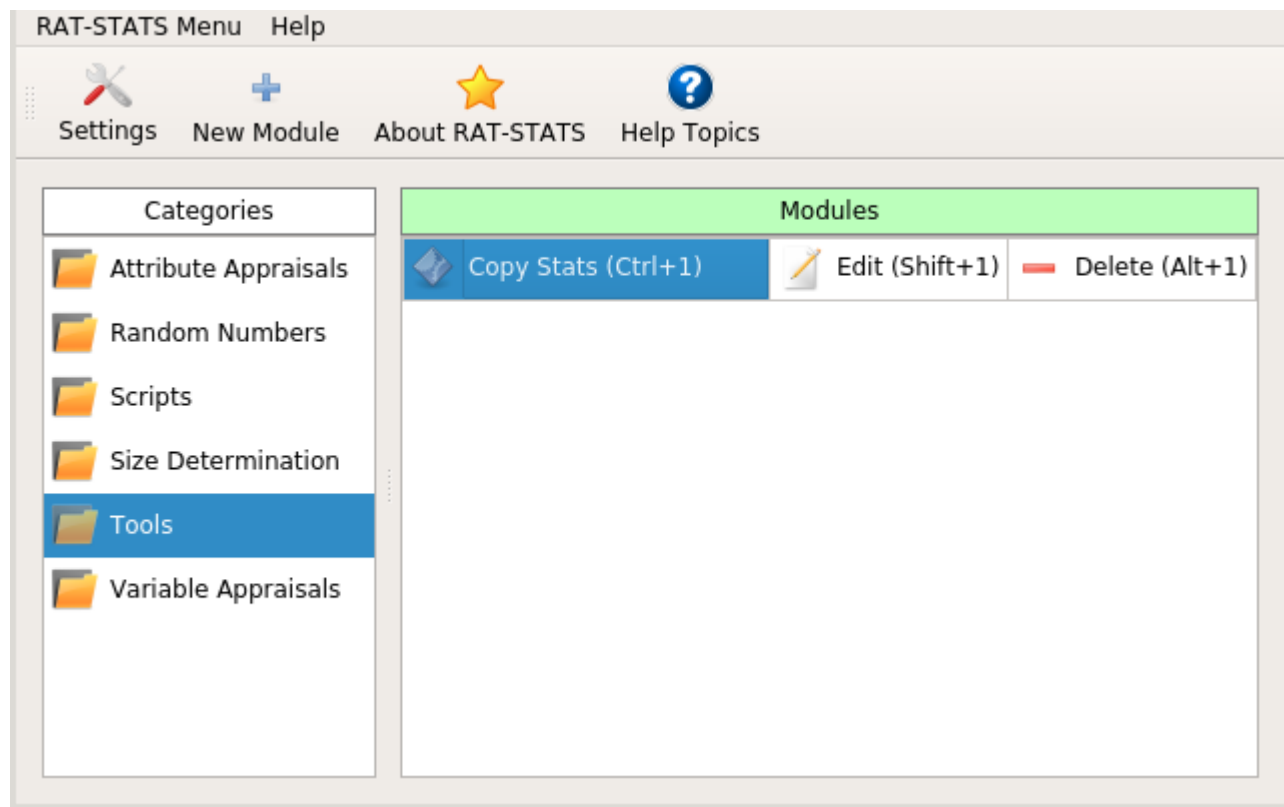 RAT-STATS Menu Help
Settings New Module About RAT-STATS Help Topics
Categories
Attribute Appraisals
Random Numbers
Scripts
Size Determination
Tools
Variable Appraisals
Modules
Copy Stats (Ctrl+1) Edit (Shift+1) Delete (Alt+1)